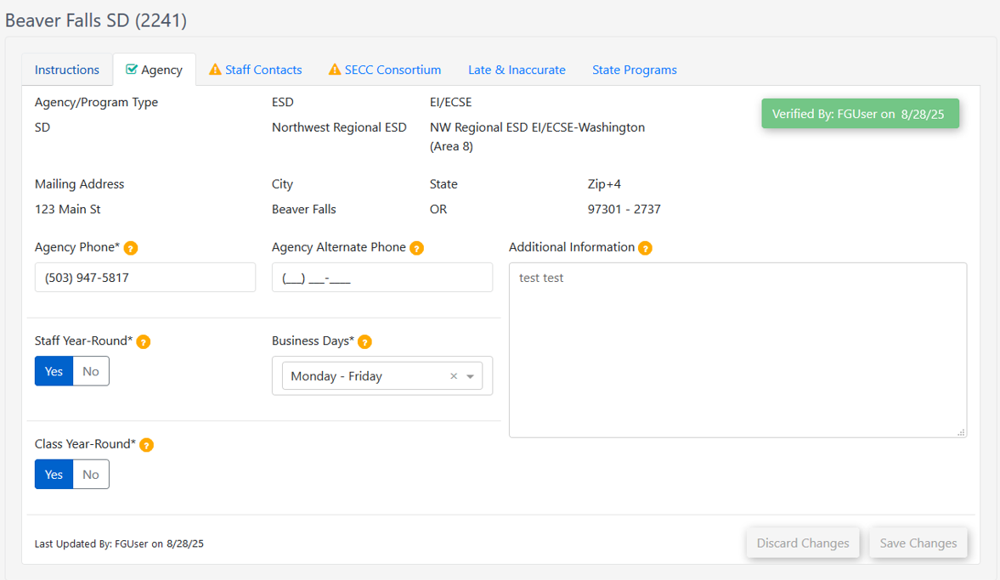 Beaver Falls SD (2241)
Instructions
Agency
Staff Contacts
SECC Consortium
Late & Inaccurate
State Programs
Agency/Program Type
ESD
EI/ECSE
Verified By: FGUser on 8/28/25
SD
Northwest Regional ESD
NW Regional ESD EI/ECSE-Washington
(Area 8)
Mailing Address
City
State
Zip+4
123 Main St
Beaver Falls
OR
97301 - 2737
Agency Phone* ?
Agency Alternate Phone ?
Additional Information ?
(503) 947-5817
(___) ___-____
test test
Staff Year-Round* ?
Business Days* ?
Yes No
Monday - Friday ×
Class Year-Round* ?
Yes No
Last Updated By: FGUser on 8/28/25
Discard Changes
Save Changes